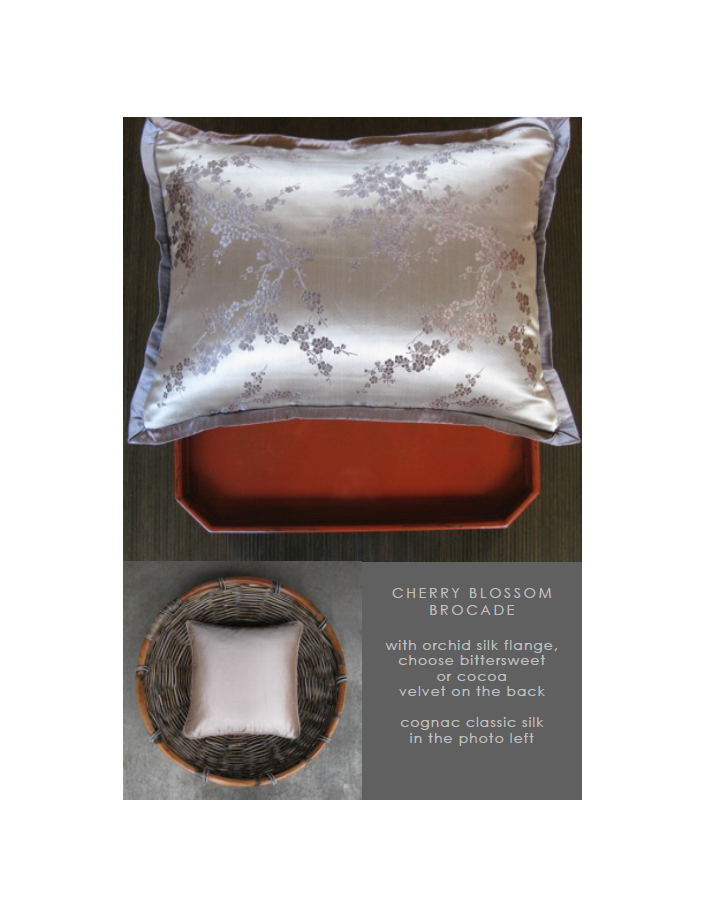 CHERRY BLOSSOM
BROCADE
with orchid silk flange,
choose bittersweet
or cocoa
velvet on the back
cognac classic silk
in the photo left